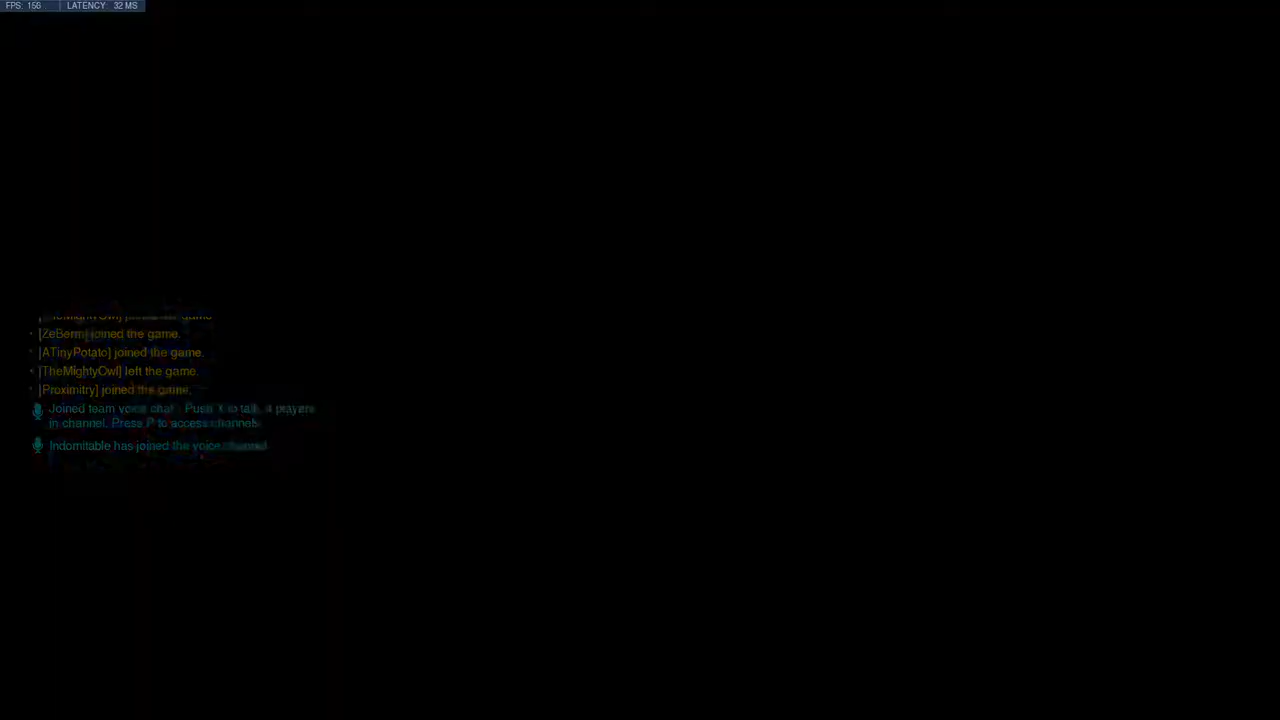 FPS: 156 | LATENCY: 32 MS
[TheMightyOwl]
[ZeBerm] joined the game.
[ATinyPotato] joined the game.
[TheMightyOwl] left the game.
[Proximitry] joined the game.
Joined team voice chat - Push X to talk. 4 players
in channel. Press P to access channels
Indomitable has joined the voice channel